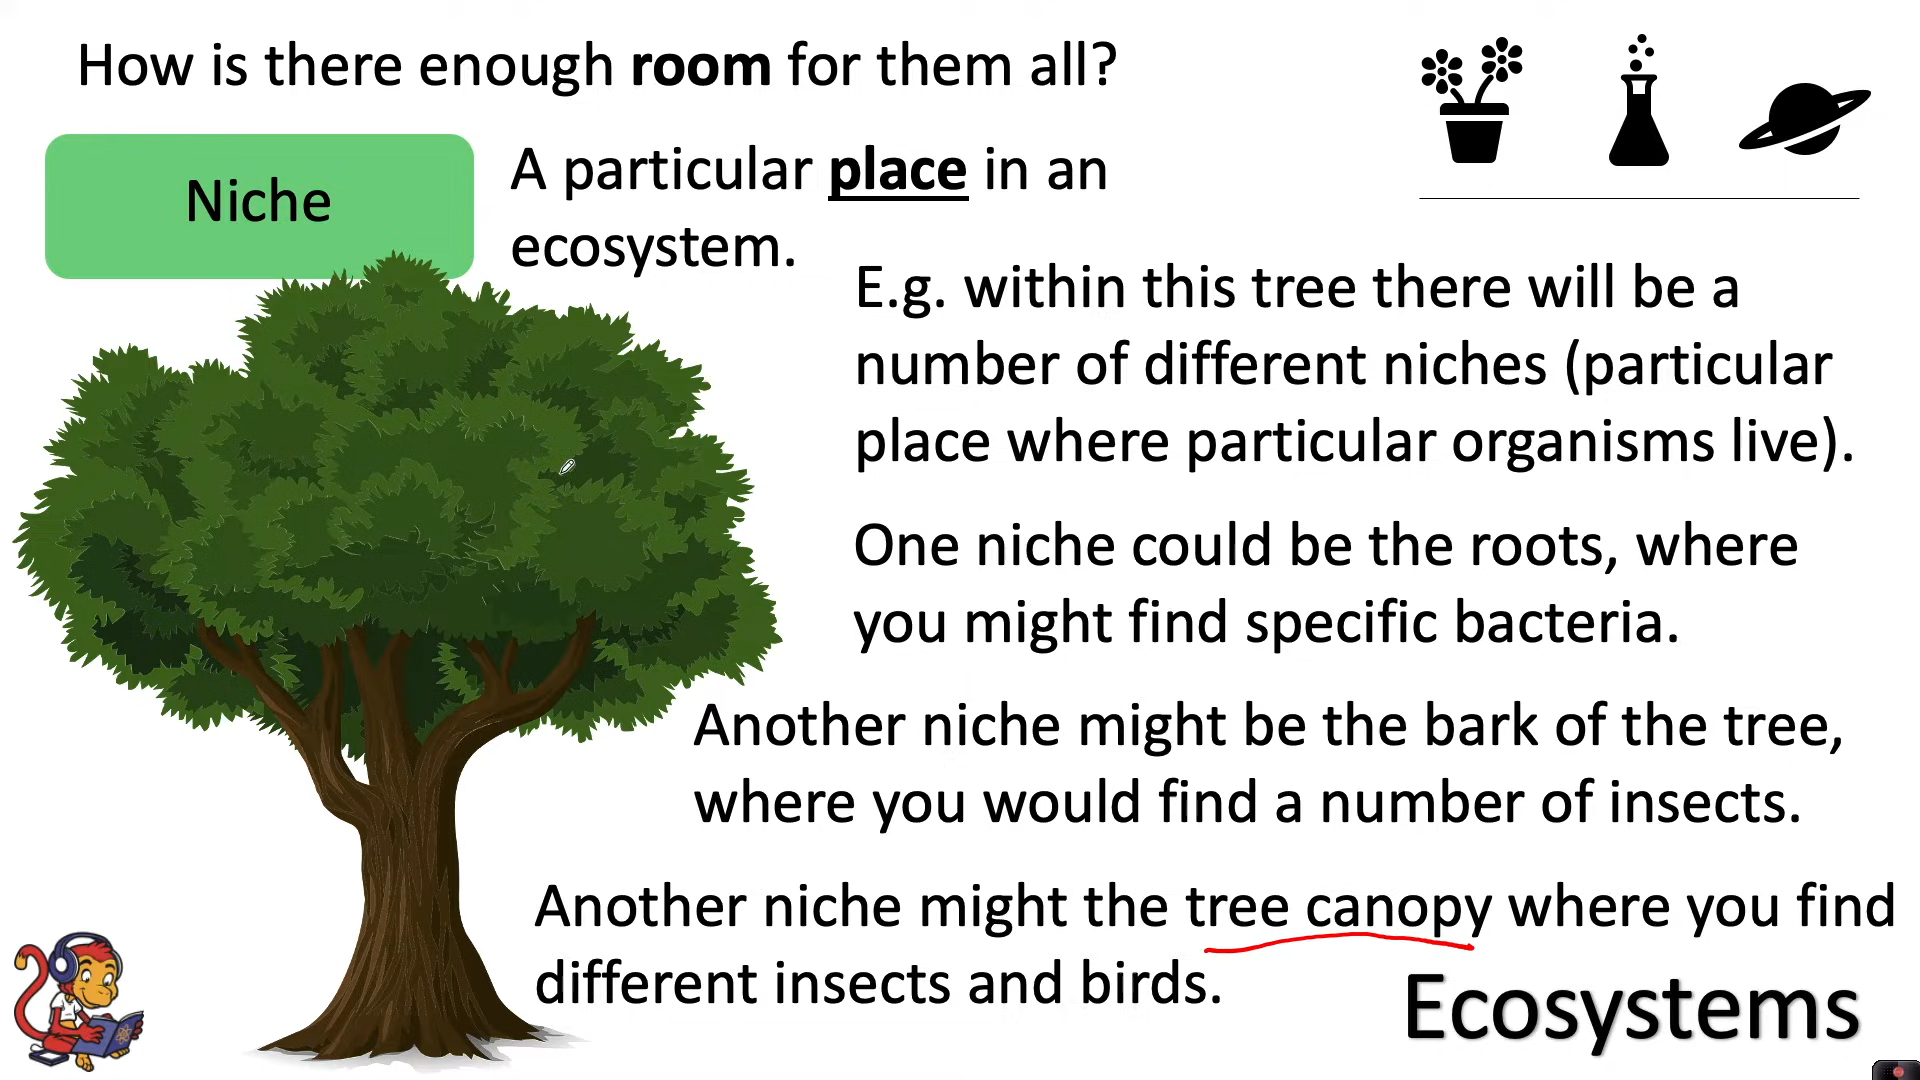 How is there enough room for them all?
Niche
A particular place in an
ecosystem.
E.g. within this tree there will be a
number of different niches (particular
place where particular organisms live).
One niche could be the roots, where
you might find specific bacteria.
Another niche might be the bark of the tree,
where you would find a number of insects.
Another niche might the tree canopy where you find
different insects and birds.
Ecosystems